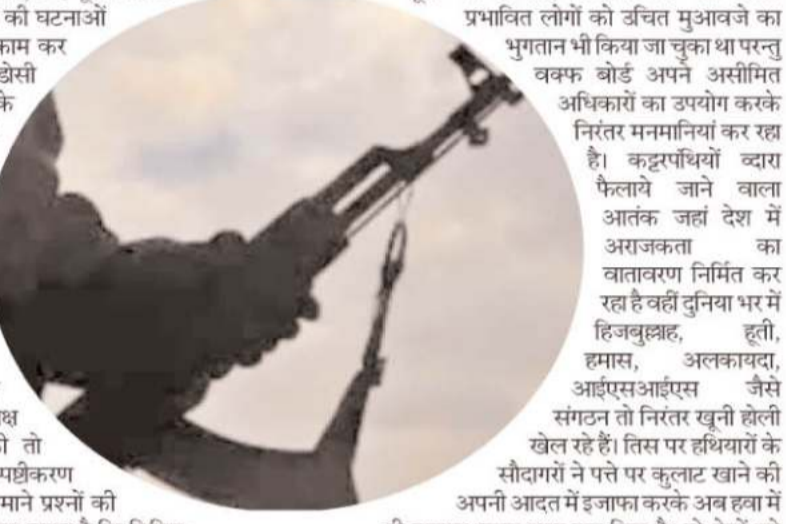 की घटनाओं
काम कर
डोसी
के
क्ष
ी तो
स्पष्टीकरण
माने प्रश्नों की
प्रभावित लोगों को उचित मुआवजे का
भुगतान भी किया जा चुका था परन्तु
वक्फ बोर्ड अपने असीमित
अधिकारों का उपयोग करके
निरंतर मनमानियां कर रहा
है। कट्टरपंथियों व्दारा
फैलाये जाने वाला
आतंक जहां देश में
अराजकता का
वातावरण निर्मित कर
रहा है वहीं दुनिया भर में
हिजबुल्लाह, हूती,
हमास, अलकायदा,
आईएसआईएस जैसे
संगठन तो निरंतर खूनी होली
खेल रहे हैं। तिस पर हथियारों के
सौदागरों ने पत्ते पर कुलाट खाने की
अपनी आदत में इजाफा करके अब हवा में